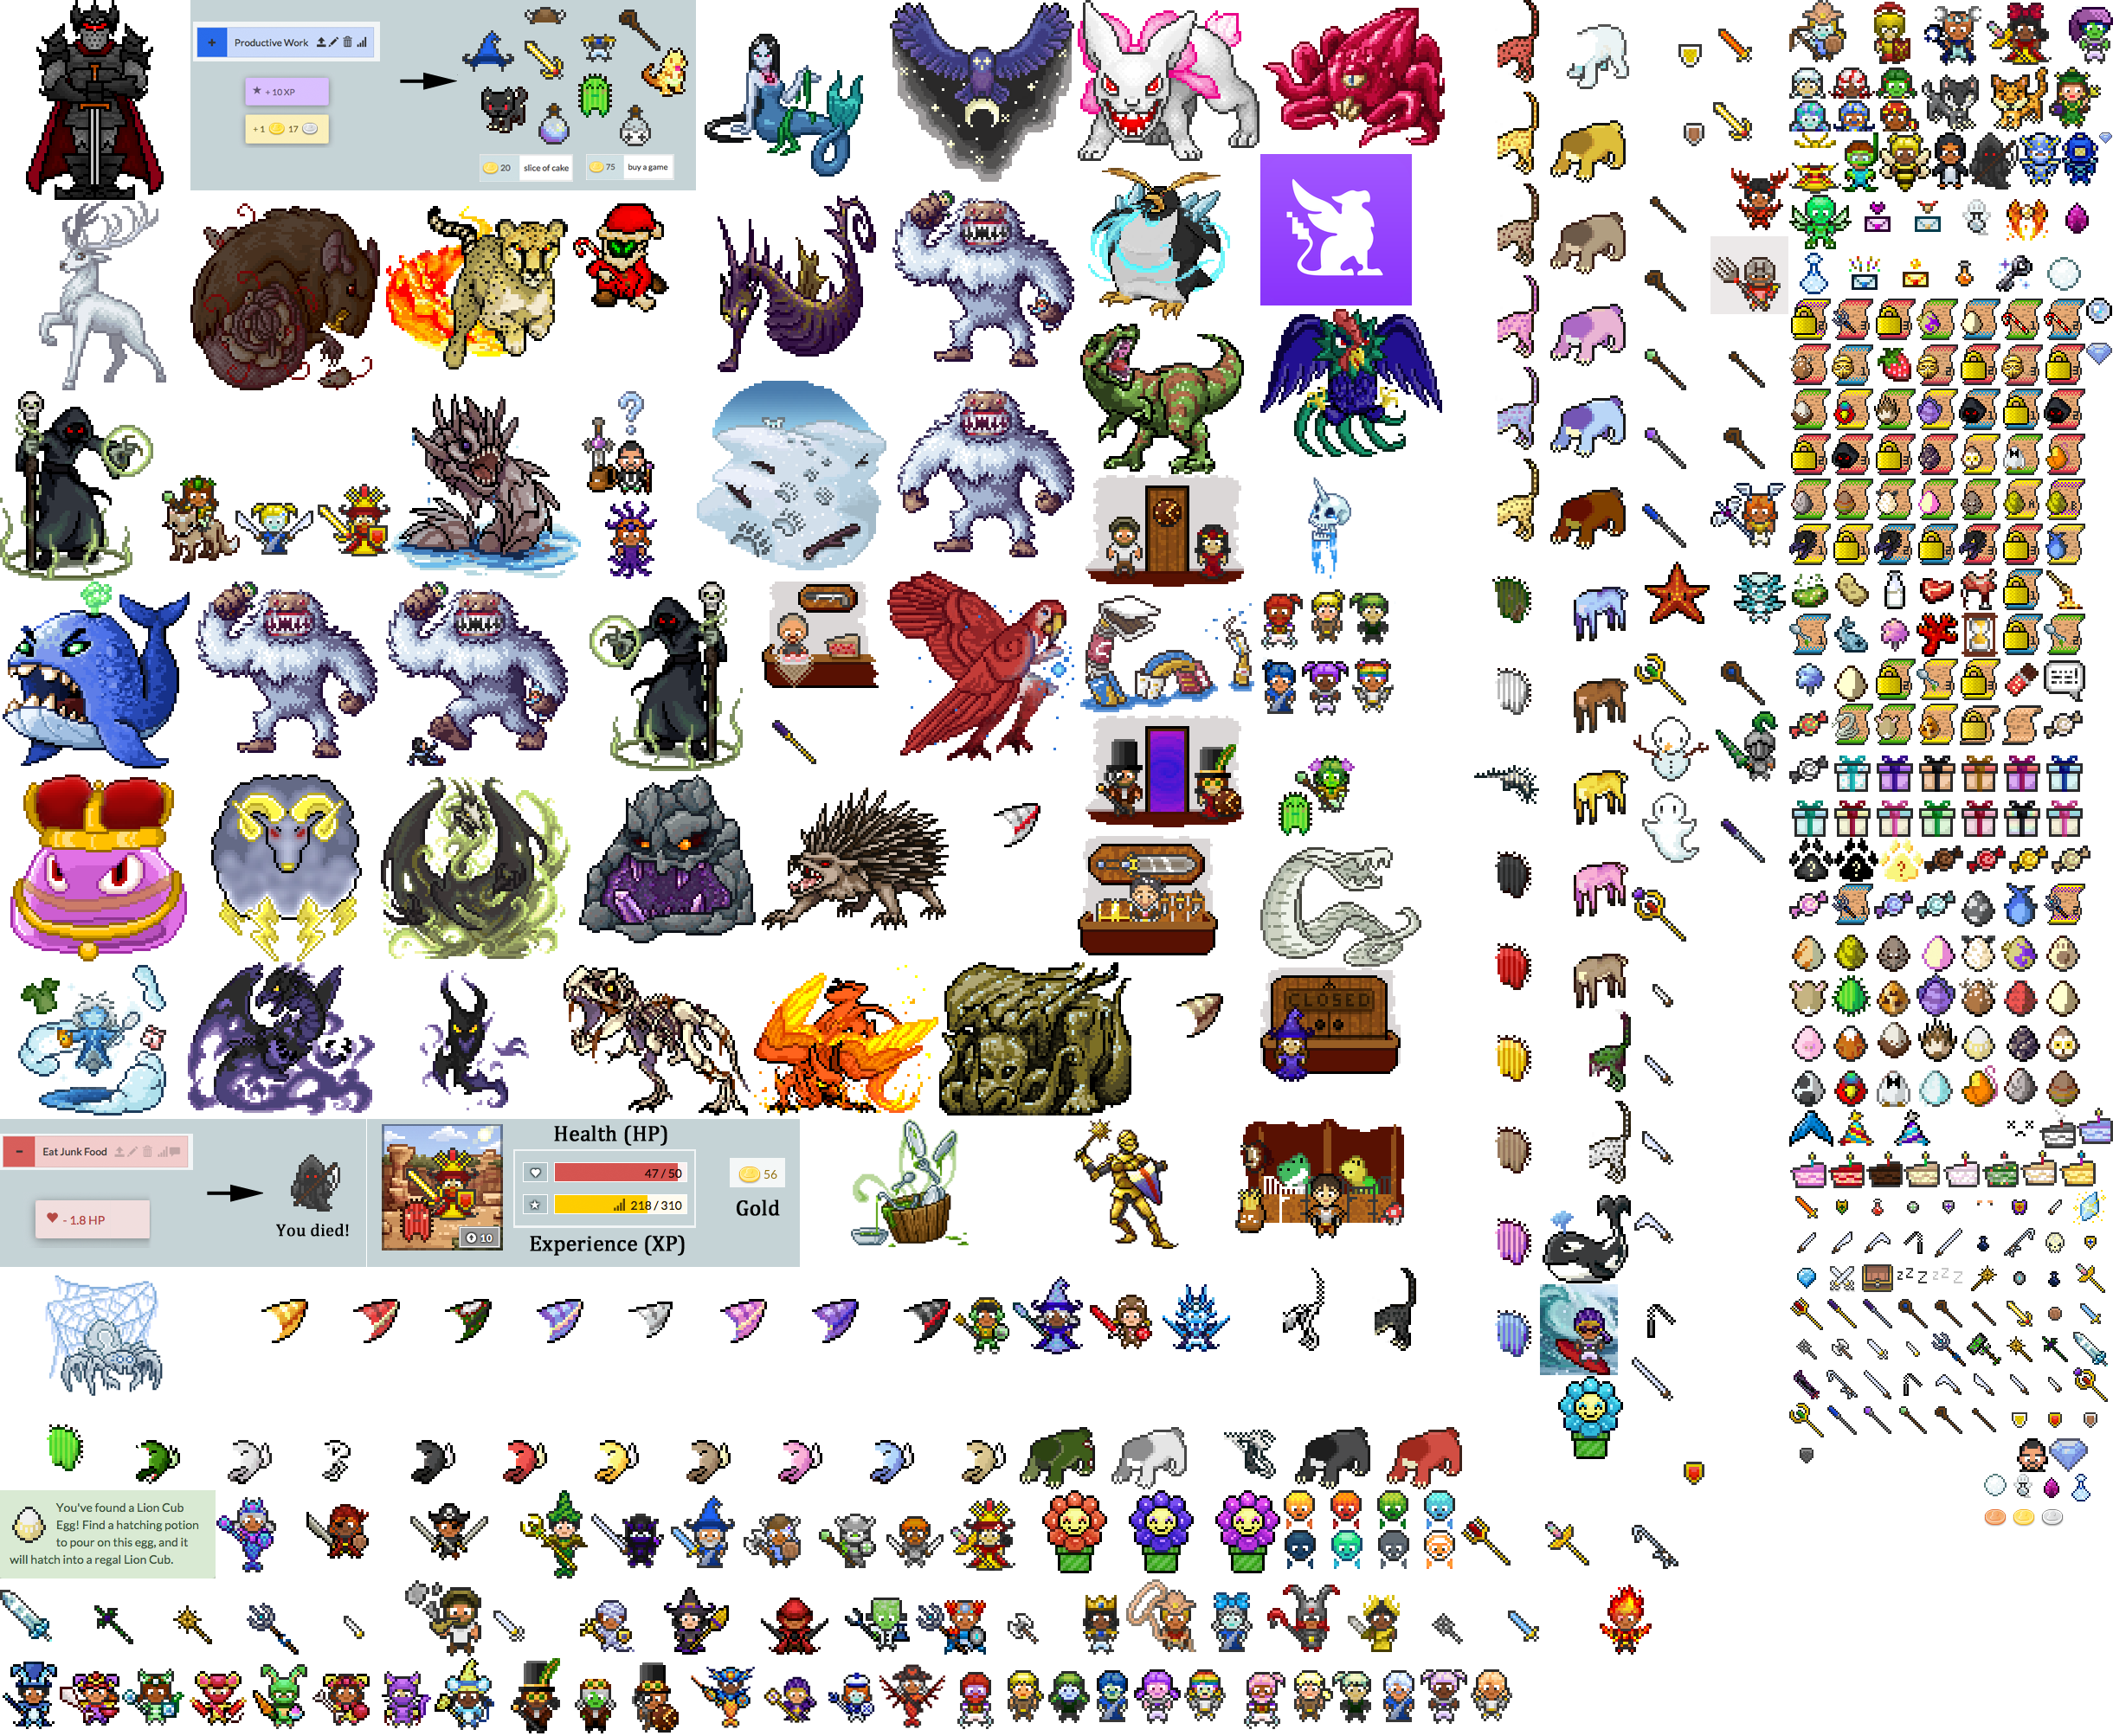 Productive Work
+ 10 XP
+ 1 17
20 slice of cake
75 buy a game
?
CLOSED
Eat Junk Food
- 1.8 HP
You died!
Health (HP)
47 / 50
218 / 310
Experience (XP)
10
56
Gold
You've found a Lion Cub
Egg! Find a hatching potion
to pour on this egg, and it
will hatch into a regal Lion Cub.